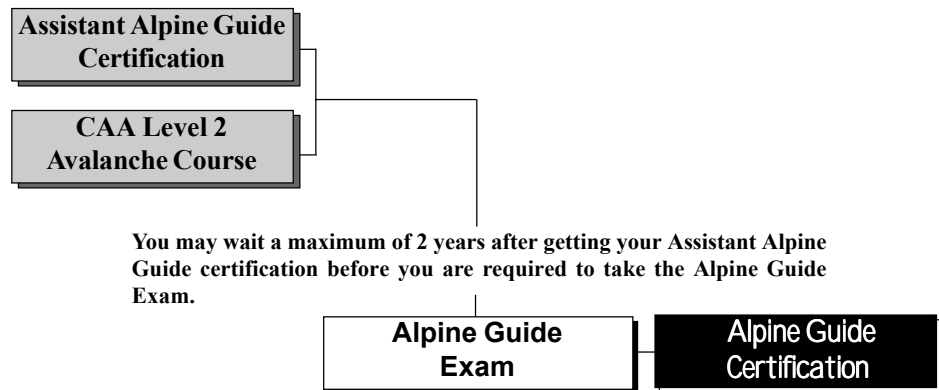 Assistant Alpine Guide
Certification
CAA Level 2
Avalanche Course
You may wait a maximum of 2 years after getting your Assistant Alpine
Guide certification before you are required to take the Alpine Guide
Exam.
Alpine Guide
Exam
Alpine Guide
Certification